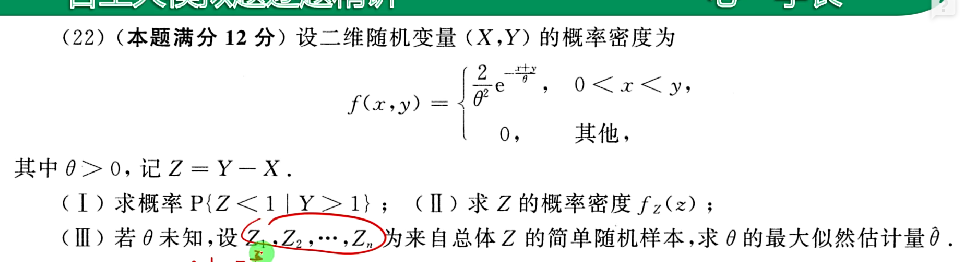 (22)(本题满分 12 分)设二维随机变量(X,Y)的概率密度为
f(x,y) = { 2/θ² e^(-(x+y)/θ), 0<x<y,
0, 其他,
其中 θ>0,记 Z = Y - X.
(Ⅰ)求概率 P{Z<1|Y>1};(Ⅱ)求 Z 的概率密度 f_Z(z);
(Ⅲ)若 θ 未知,设 Z₁,Z₂,…,Zₙ 为来自总体 Z 的简单随机样本,求 θ 的最大似然估计量 θ̂.